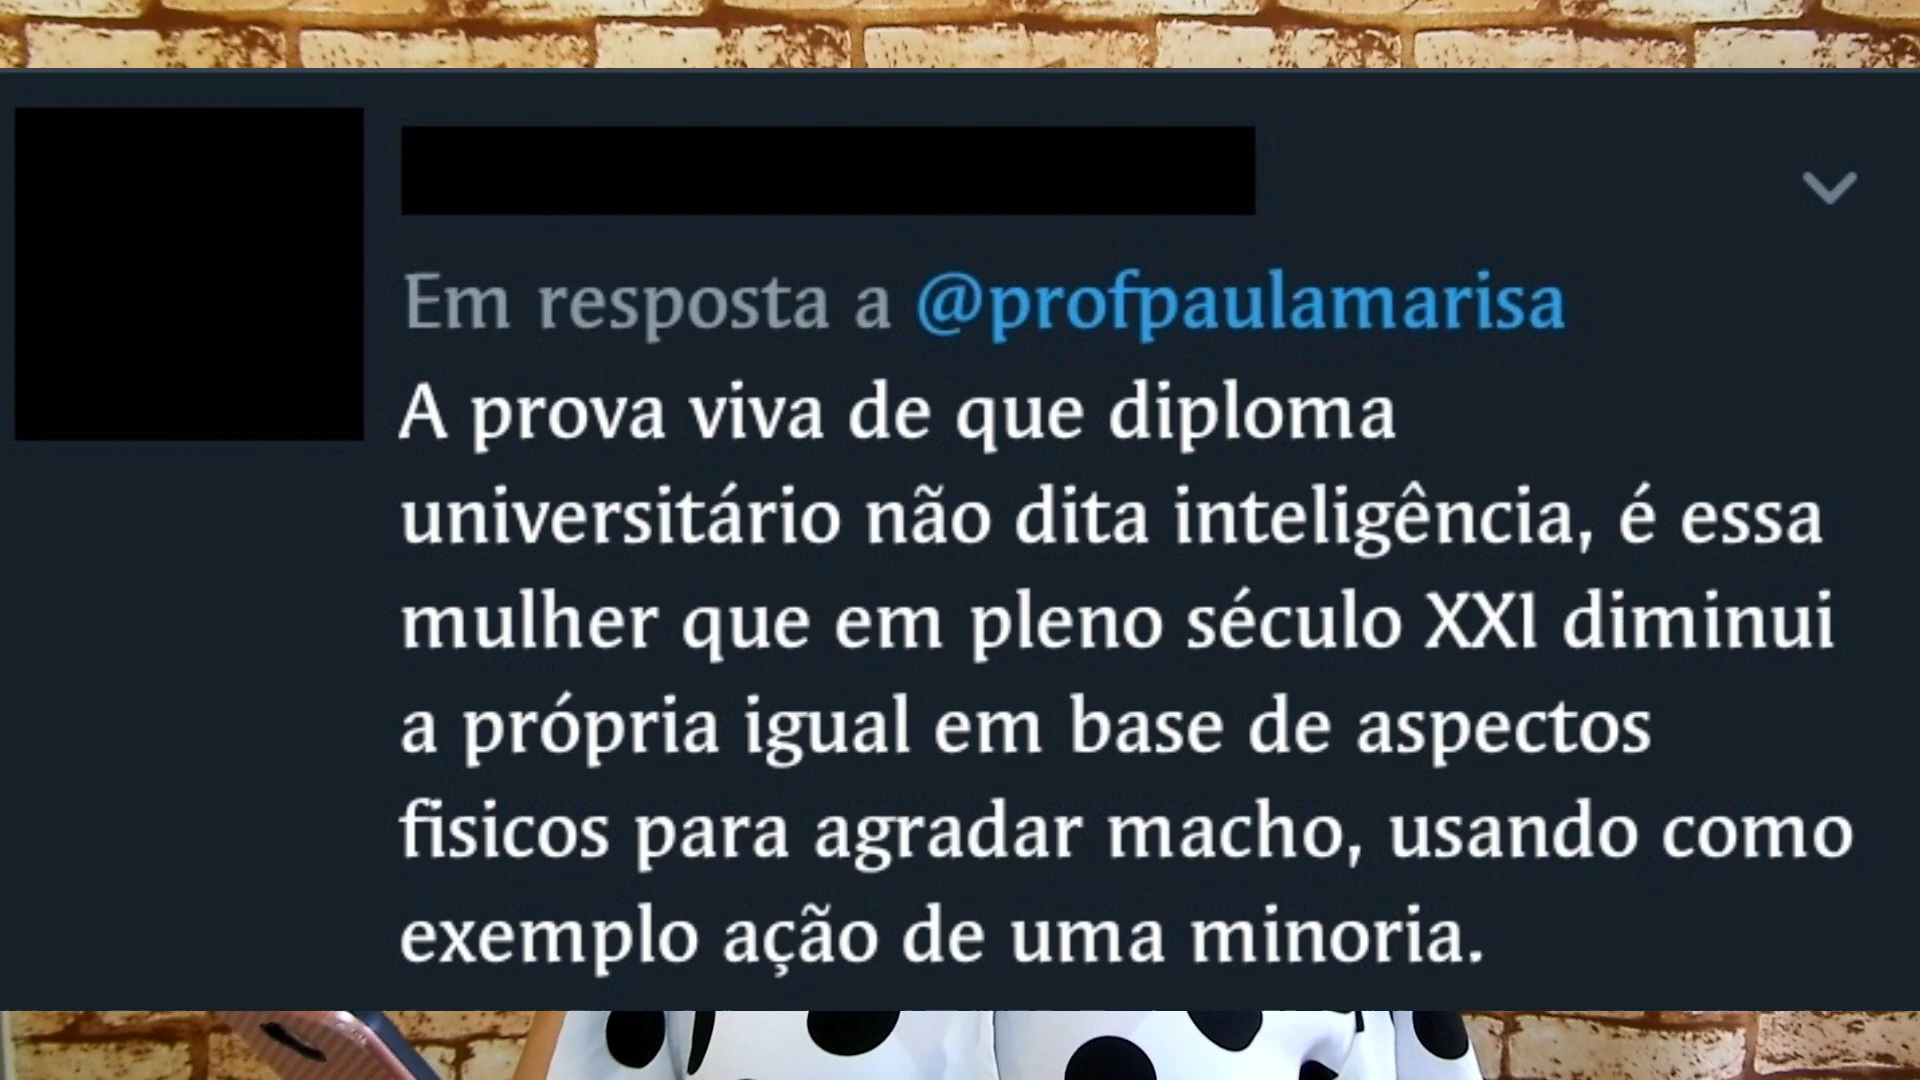 Em resposta a @profpaulamarisa
A prova viva de que diploma
universitário não dita inteligência, é essa
mulher que em pleno século XXI diminui
a própria igual em base de aspectos
fisicos para agradar macho, usando como
exemplo ação de uma minoria.